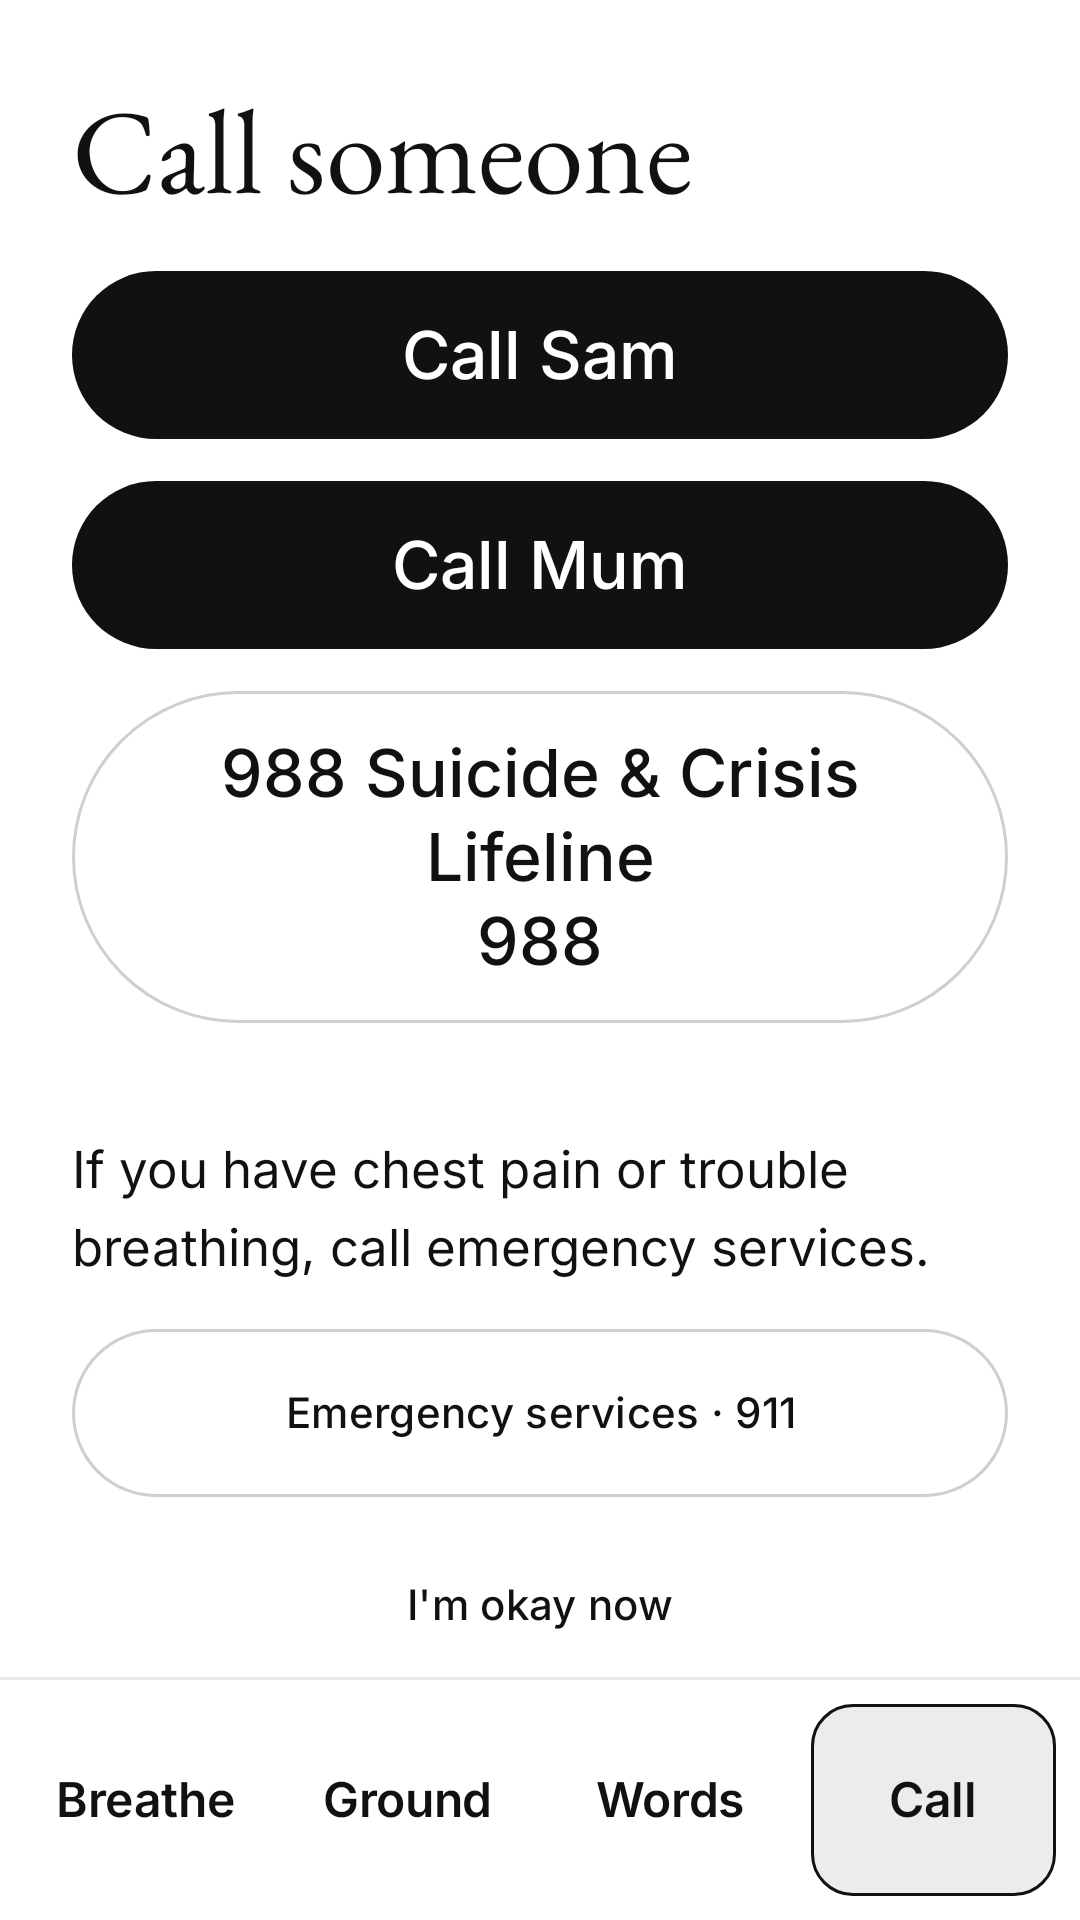 Call someone
Call Sam
Call Mum
988 Suicide & Crisis
Lifeline
988
If you have chest pain or trouble
breathing, call emergency services.
Emergency services · 911
I'm okay now
Breathe
Ground
Words
Call